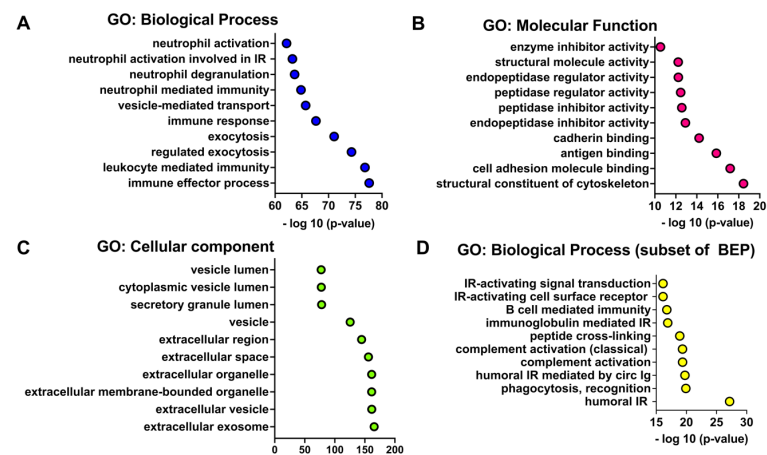 A
GO: Biological Process
neutrophil activation
neutrophil activation involved in IR
neutrophil degranulation
neutrophil mediated immunity
vesicle-mediated transport
immune response
exocytosis
regulated exocytosis
leukocyte mediated immunity
immune effector process
60 65 70 75 80
- log 10 (p-value)
B
GO: Molecular Function
enzyme inhibitor activity
structural molecule activity
endopeptidase regulator activity
peptidase regulator activity
peptidase inhibitor activity
endopeptidase inhibitor activity
cadherin binding
antigen binding
cell adhesion molecule binding
structural constituent of cytoskeleton
10 12 14 16 18 20
- log 10 (p-value)
C
GO: Cellular component
vesicle lumen
cytoplasmic vesicle lumen
secretory granule lumen
vesicle
extracellular region
extracellular space
extracellular organelle
extracellular membrane-bounded organelle
extracellular vesicle
extracellular exosome
0 50 100 150 200
D
GO: Biological Process (subset of BEP)
IR-activating signal transduction
IR-activating cell surface receptor
B cell mediated immunity
immunoglobulin mediated IR
peptide cross-linking
complement activation (classical)
complement activation
humoral IR mediated by circ Ig
phagocytosis, recognition
humoral IR
15 20 25 30
- log 10 (p-value)